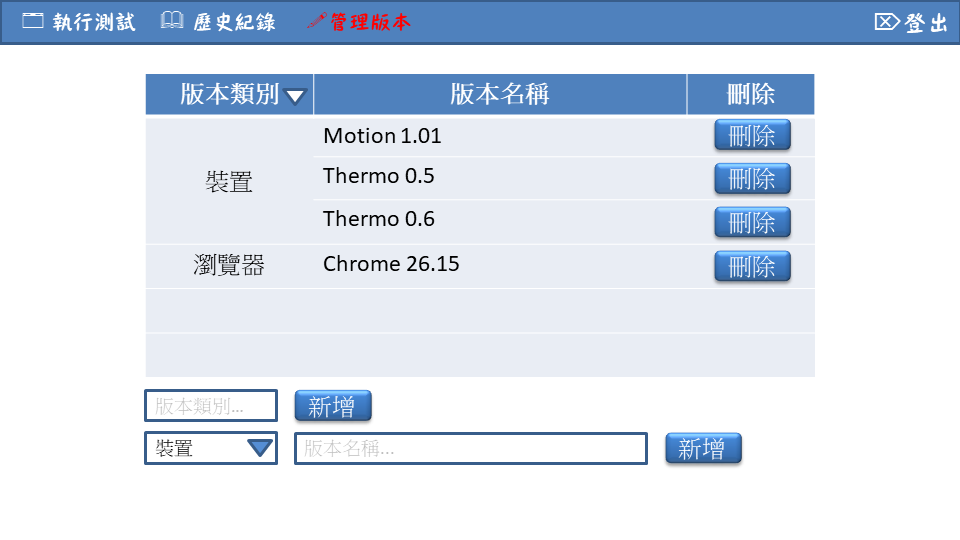 執行測試 歷史紀錄 管理版本 登出
版本類別 版本名稱 刪除
Motion 1.01 刪除
裝置 Thermo 0.5 刪除
Thermo 0.6 刪除
瀏覽器 Chrome 26.15 刪除
版本類別... 新增
裝置 版本名稱... 新增